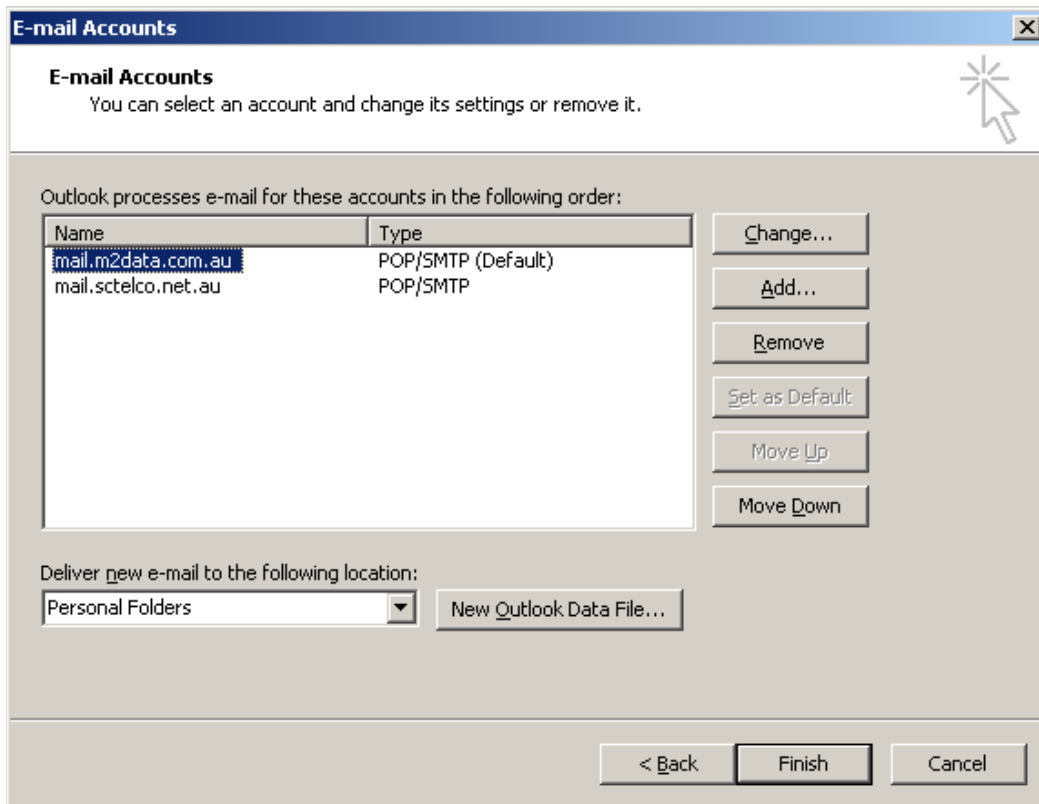 E-mail Accounts
E-mail Accounts
You can select an account and change its settings or remove it.
Outlook processes e-mail for these accounts in the following order:
Name Type
mail.m2data.com.au POP/SMTP (Default)
mail.sctelco.net.au POP/SMTP
Change...
Add...
Remove
Set as Default
Move Up
Move Down
Deliver new e-mail to the following location:
Personal Folders New Outlook Data File...
< Back Finish Cancel